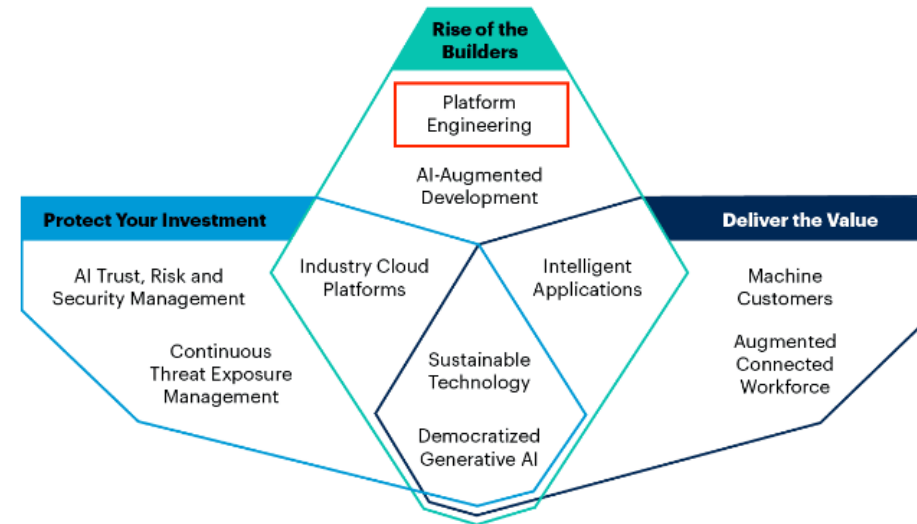 Rise of the
Builders
Platform
Engineering
AI-Augmented
Development
Protect Your Investment
Deliver the Value
AI Trust, Risk and
Security Management
Industry Cloud
Platforms
Intelligent
Applications
Machine
Customers
Continuous
Threat Exposure
Management
Sustainable
Technology
Augmented
Connected
Workforce
Democratized
Generative AI